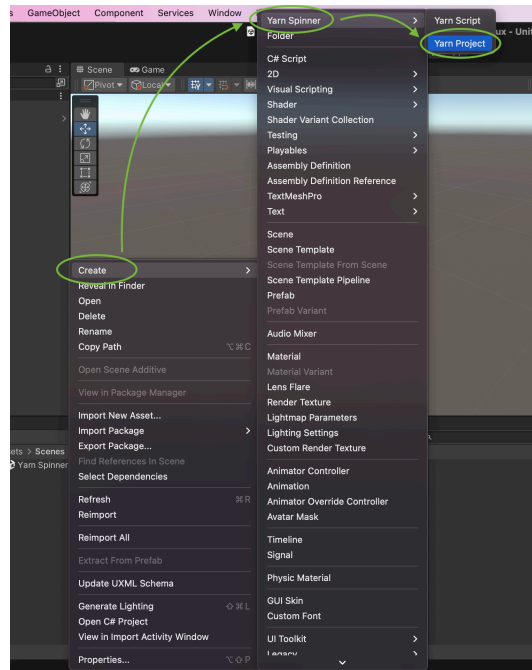 GameObject Component Services Window
Yarn Spinner
Yarn Script
Yarn Project
ux - Unit
Folder
C# Script
2D
Visual Scripting
Shader
Shader Variant Collection
Testing
Playables
Assembly Definition
Assembly Definition Reference
TextMeshPro
Text
Scene
Scene Template
Scene Template From Scene
Scene Template Pipeline
Prefab
Prefab Variant
Audio Mixer
Material
Material Variant
Lens Flare
Render Texture
Lightmap Parameters
Lighting Settings
Custom Render Texture
Animator Controller
Animation
Animator Override Controller
Avatar Mask
Timeline
Signal
Physic Material
GUI Skin
Custom Font
UI Toolkit
Legacy
Scene Game
Pivot Local
Create
Reveal in Finder
Open
Delete
Rename
Copy Path ⌥⌘C
Open Scene Additive
View in Package Manager
Import New Asset...
Import Package
Export Package...
Find References In Scene
Select Dependencies
Refresh ⌘R
Reimport
Reimport All
Extract From Prefab
Update UXML Schema
Generate Lighting ⇧⌘L
Open C# Project
View in Import Activity Window
Properties... ⌥⇧P
ets > Scenes
Yarn Spinner